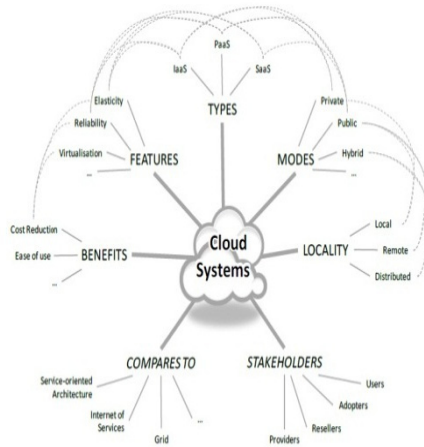 PaaS
IaaS
SaaS
TYPES
Elasticity
Reliability
Virtualisation
...
FEATURES
Private
Public
Hybrid
...
MODES
Cloud
Systems
Cost Reduction
Ease of use
...
BENEFITS
LOCALITY
Local
Remote
Distributed
COMPARES TO
Service-oriented
Architecture
Internet of
Services
Grid
...
STAKEHOLDERS
Users
Adopters
Resellers
Providers